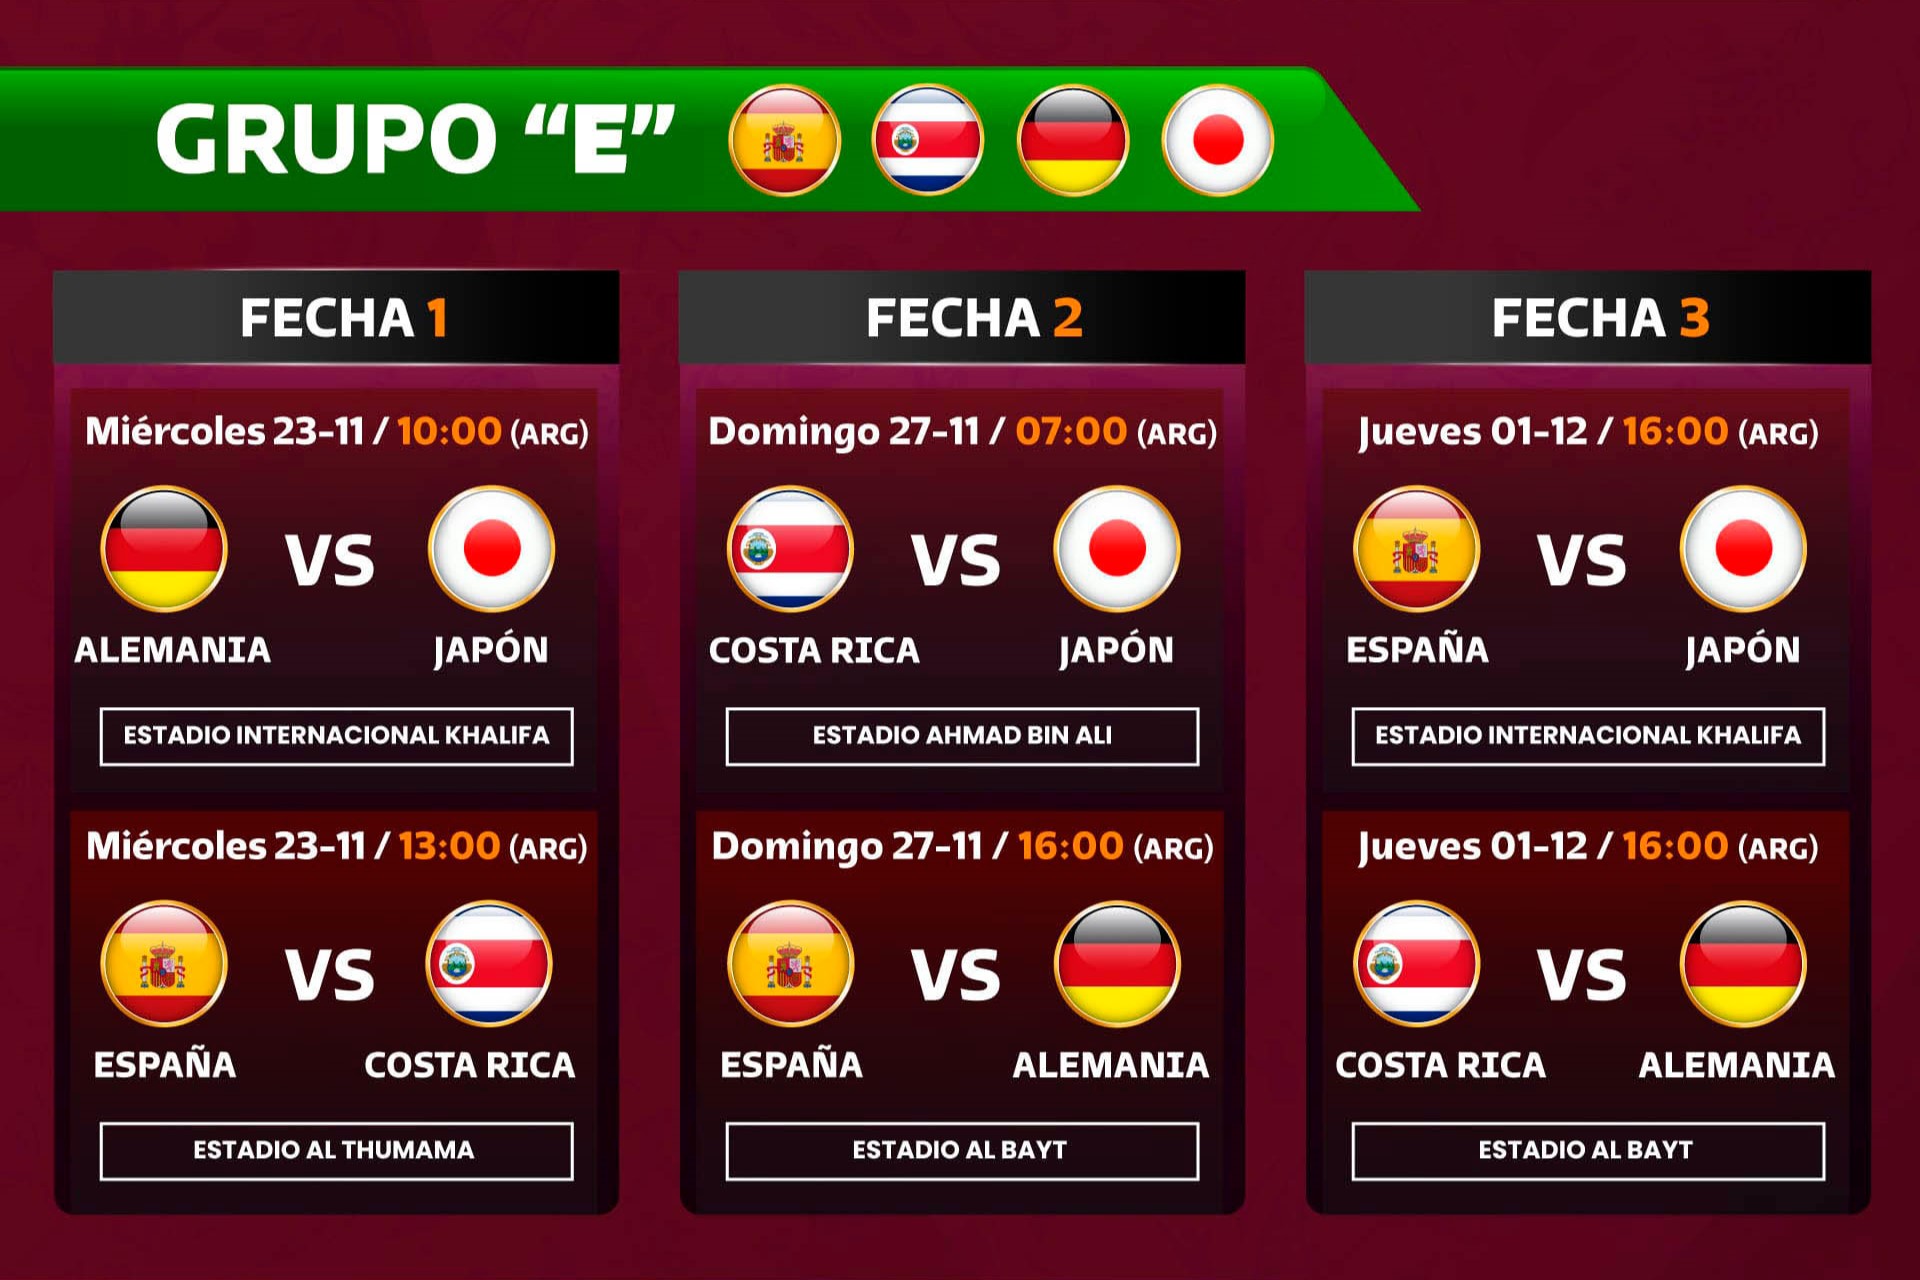 GRUPO “E”
FECHA 1
Miércoles 23-11 / 10:00 (ARG)
VS
ALEMANIA JAPÓN
ESTADIO INTERNACIONAL KHALIFA
Miércoles 23-11 / 13:00 (ARG)
VS
ESPAÑA COSTA RICA
ESTADIO AL THUMAMA
FECHA 2
Domingo 27-11 / 07:00 (ARG)
VS
COSTA RICA JAPÓN
ESTADIO AHMAD BIN ALI
Domingo 27-11 / 16:00 (ARG)
VS
ESPAÑA ALEMANIA
ESTADIO AL BAYT
FECHA 3
Jueves 01-12 / 16:00 (ARG)
VS
ESPAÑA JAPÓN
ESTADIO INTERNACIONAL KHALIFA
Jueves 01-12 / 16:00 (ARG)
VS
COSTA RICA ALEMANIA
ESTADIO AL BAYT